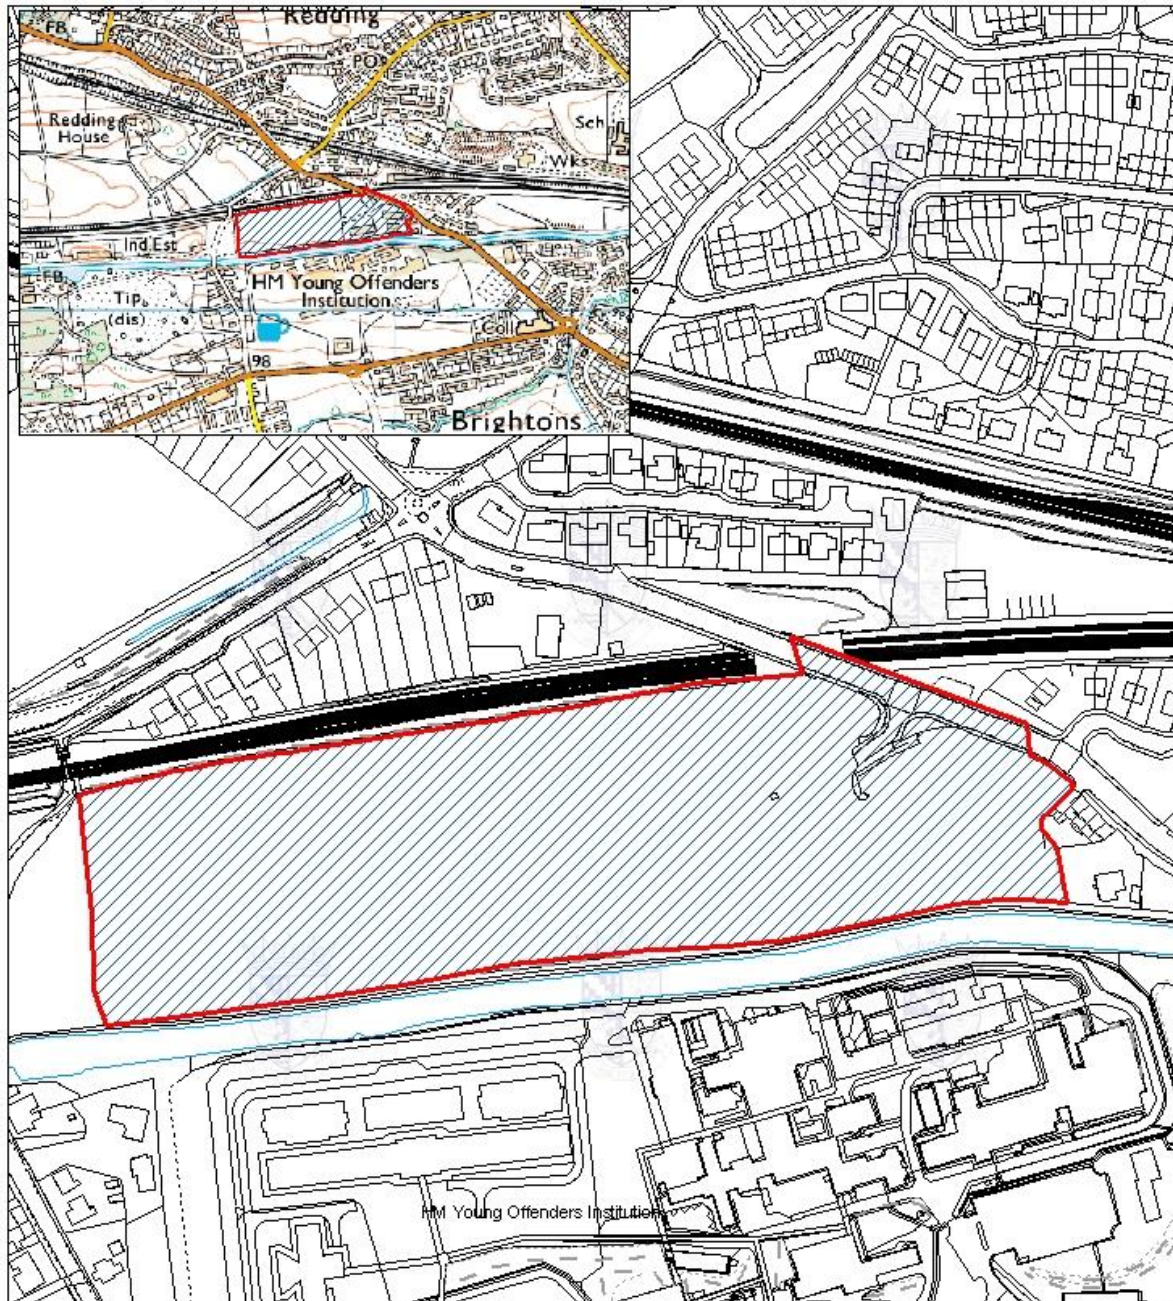 Redding
FB
PO
Redding
House
Sch
Wks
Ind Est
FB
HM Young Offenders
Institution
Tip
(dis)
Coll
98
Brightons
HM Young Offenders Institution